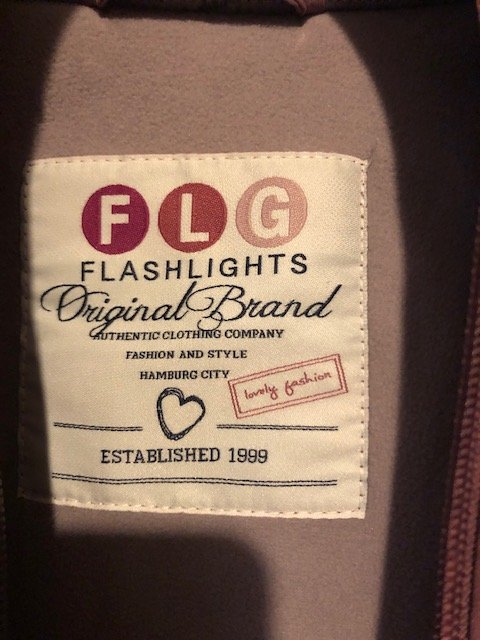 FLG
FLASHLIGHTS
Original Brand
AUTHENTIC CLOTHING COMPANY
FASHION AND STYLE
HAMBURG CITY
lovely fashion
ESTABLISHED 1999